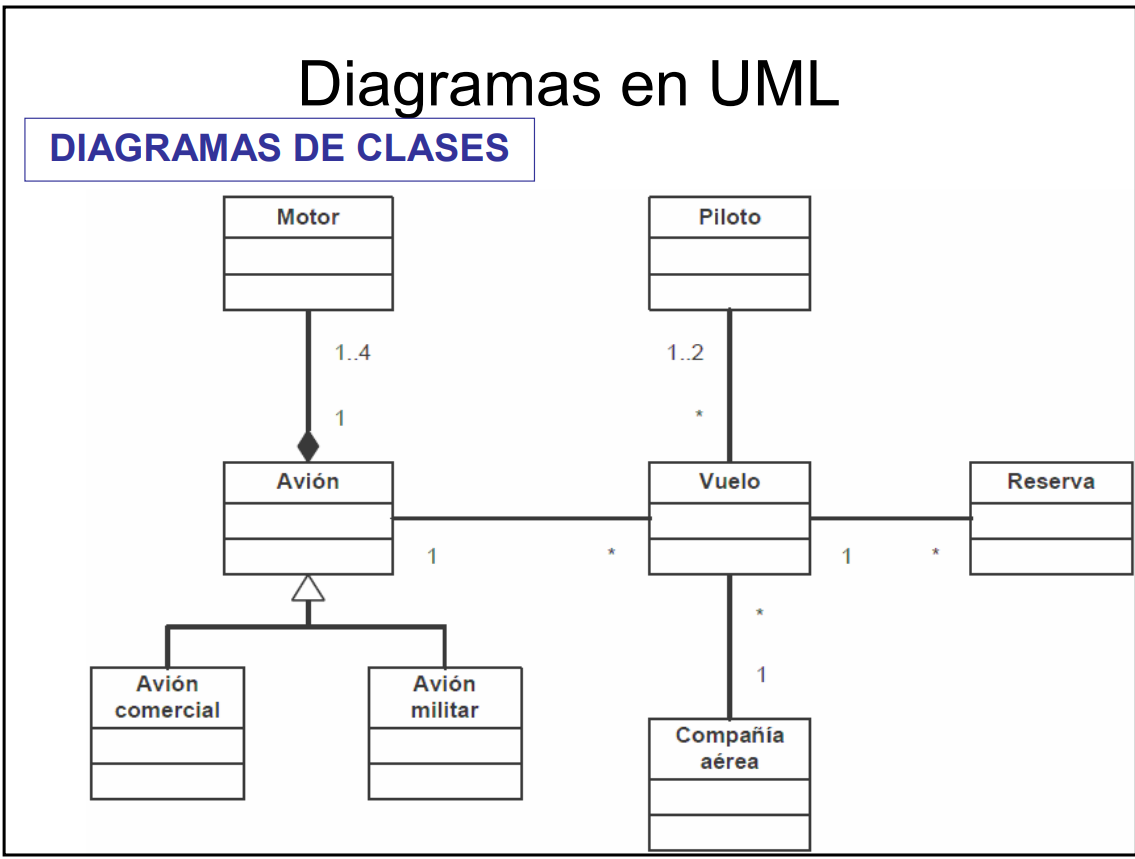 Diagramas en UML
DIAGRAMAS DE CLASES
Motor
Piloto
1..4
1..2
1
*
Avión
Vuelo
Reserva
1
*
1
*
*
1
Avión
comercial
Avión
militar
Compañía
aérea